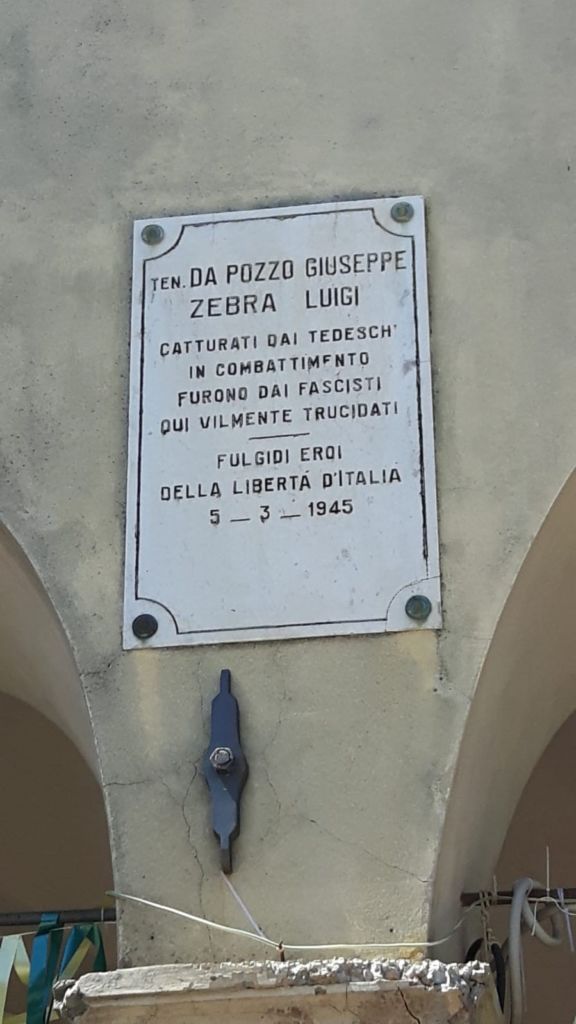 TEN. DA POZZO GIUSEPPE
ZEBRA LUIGI
CATTURATI DAI TEDESCHI
IN COMBATTIMENTO
FURONO DAI FASCISTI
QUI VILMENTE TRUCIDATI
FULGIDI EROI
DELLA LIBERTÁ D'ITALIA
5 — 3 — 1945